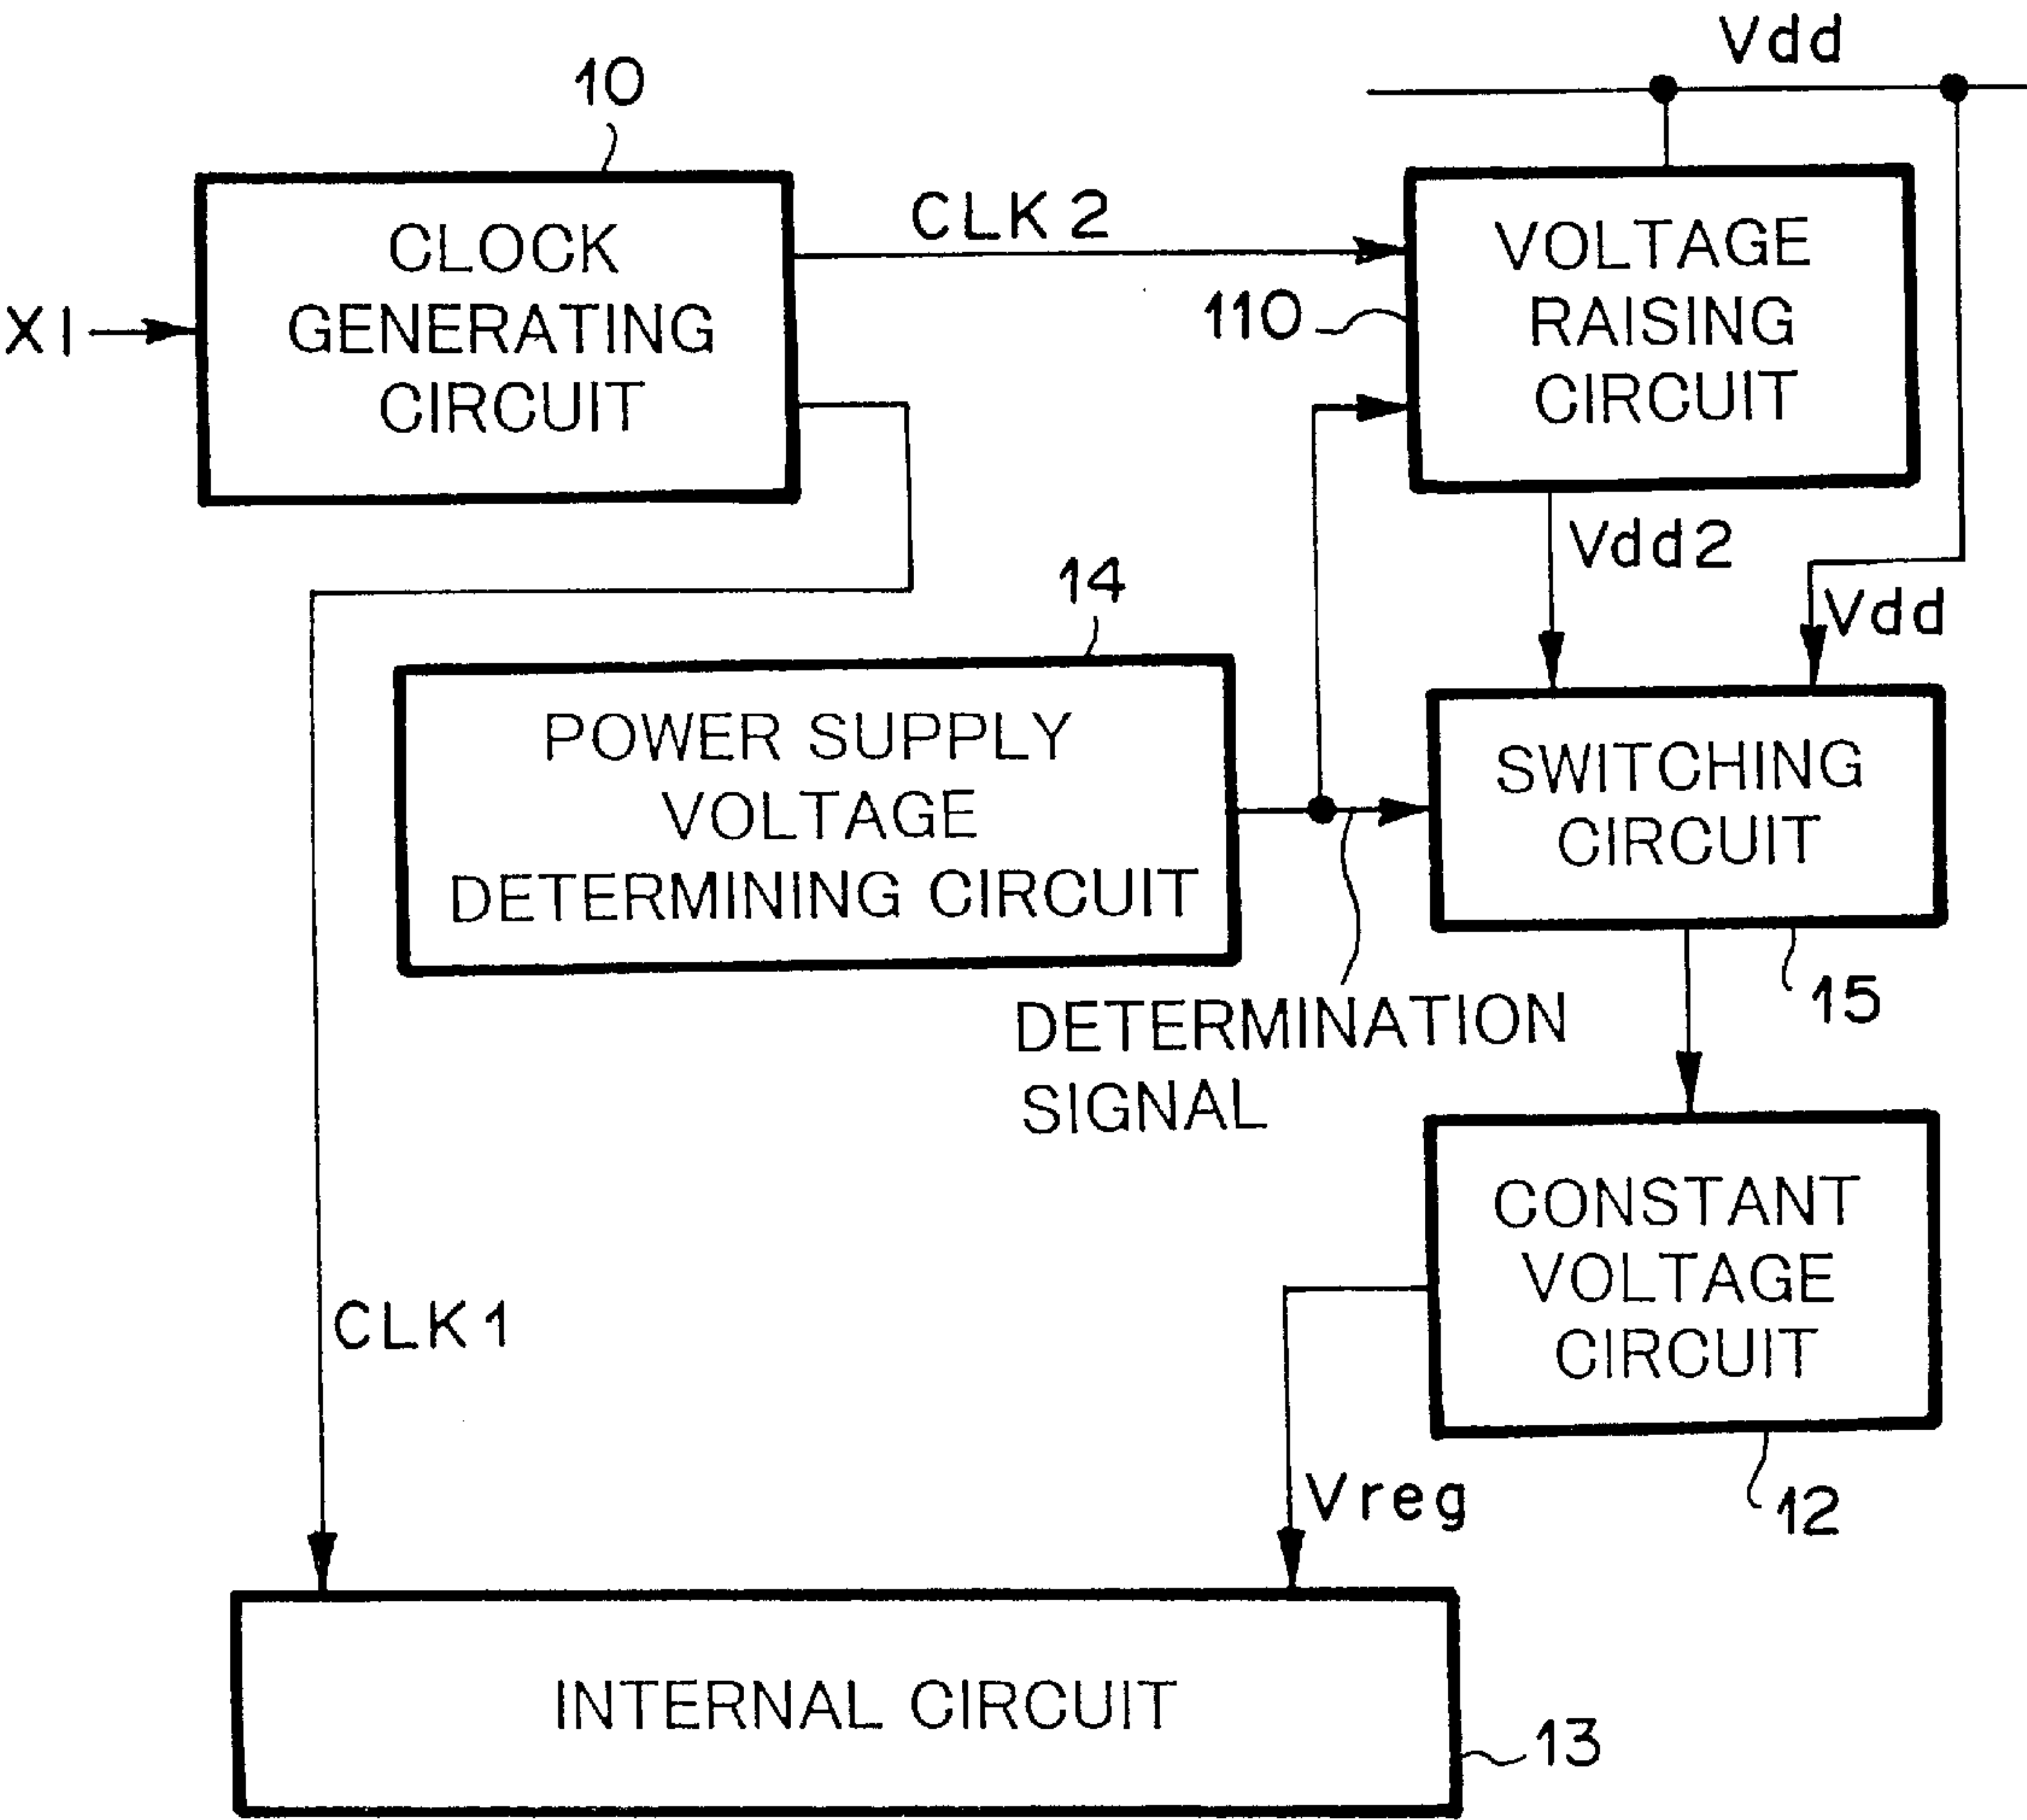 Vdd
10
CLOCK
GENERATING
CIRCUIT
CLK2
XI
110
VOLTAGE
RAISING
CIRCUIT
Vdd2
Vdd
14
POWER SUPPLY
VOLTAGE
DETERMINING CIRCUIT
SWITCHING
CIRCUIT
15
DETERMINATION
SIGNAL
CONSTANT
VOLTAGE
CIRCUIT
12
CLK1
Vreg
INTERNAL CIRCUIT
13